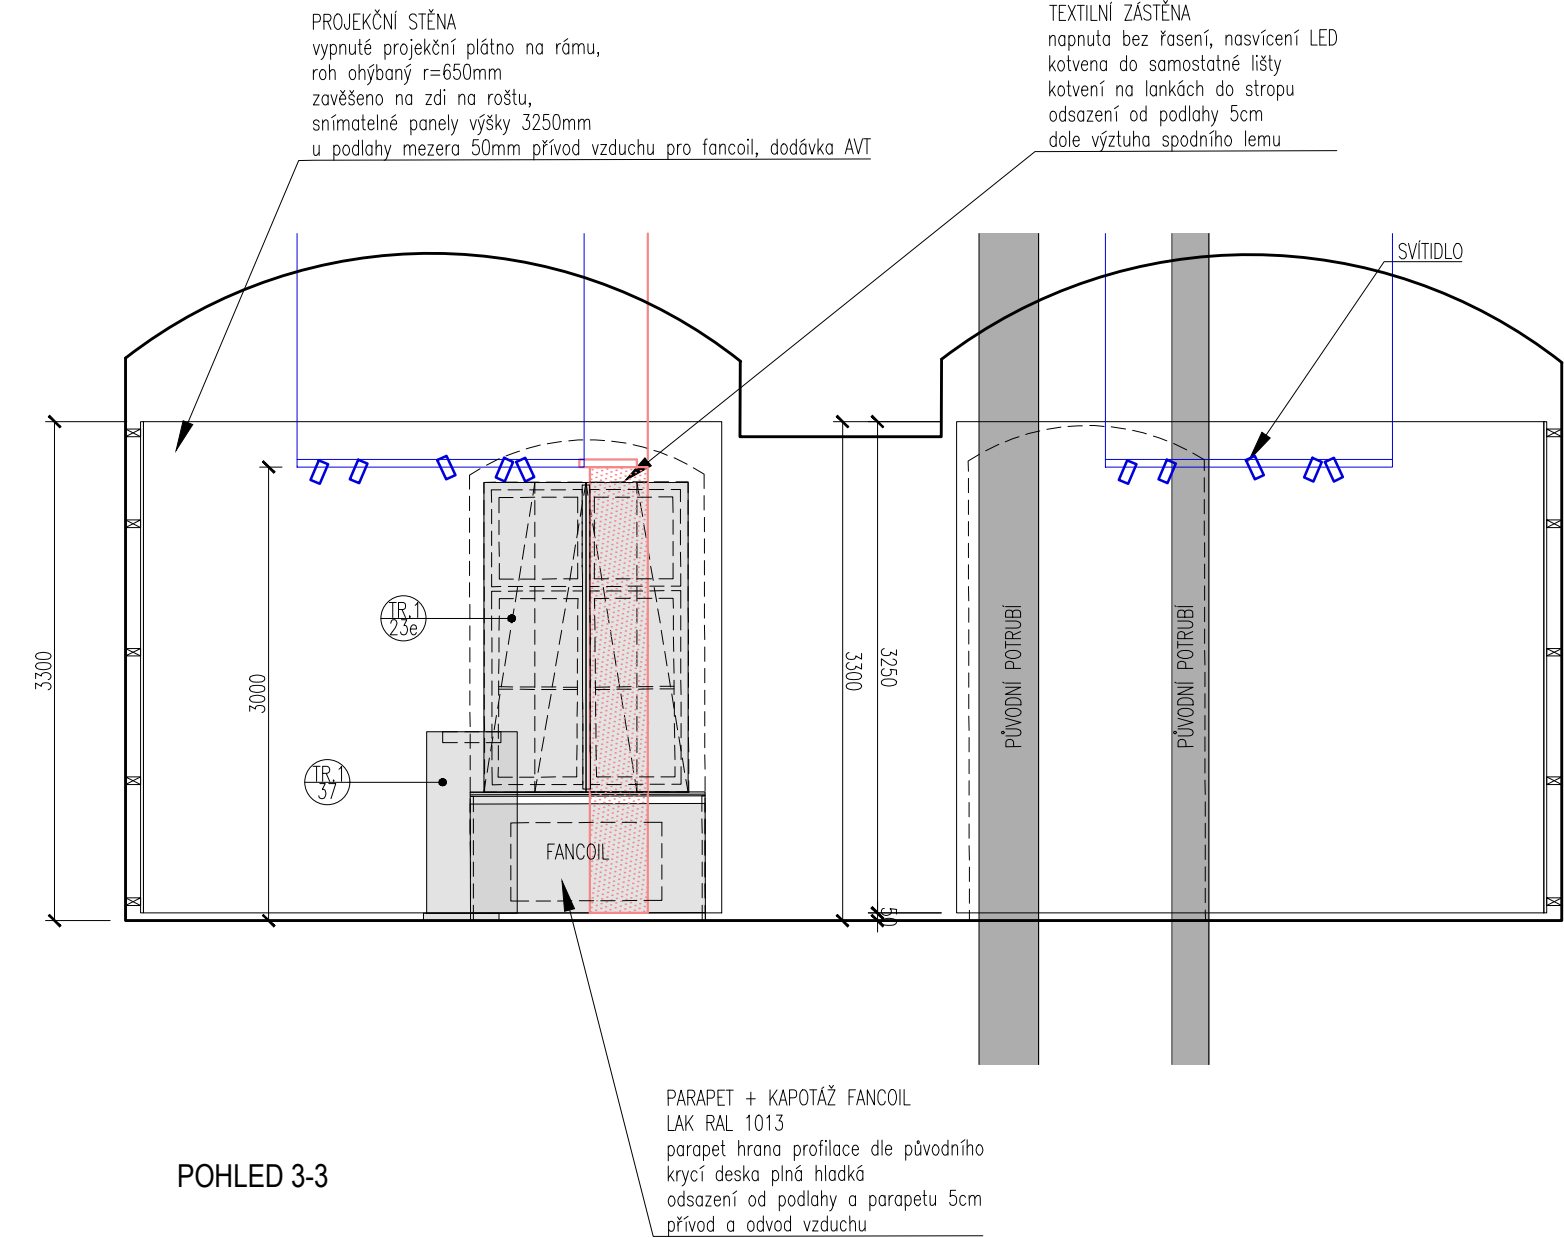 PROJEKČNÍ STĚNA
vypnuté projekční plátno na rámu,
roh ohýbaný r=650mm
zavěšeno na zdi na roštu,
snímatelné panely výšky 3250mm
u podlahy mezera 50mm přívod vzduchu pro fancoil, dodávka AVT
TEXTILNÍ ZÁSTĚNA
napnuta bez řasení, nasvícení LED
kotvena do samostatné lišty
kotvení na lankách do stropu
odsazení od podlahy 5cm
dole výztuha spodního lemu
SVÍTIDLO
3300
3000
TR.1
23e
TR.1
37
FANCOIL
3300
3250
50
PŮVODNÍ POTRUBÍ
PŮVODNÍ POTRUBÍ
PARAPET + KAPOTÁŽ FANCOIL
LAK RAL 1013
parapet hrana profilace dle původního
krycí deska plná hladká
odsazení od podlahy a parapetu 5cm
přívod a odvod vzduchu
POHLED 3-3